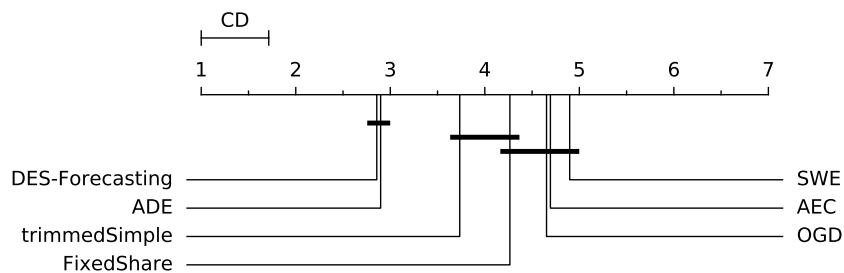 CD
1 2 3 4 5 6 7
DES-Forecasting SWE
ADE AEC
trimmedSimple OGD
FixedShare